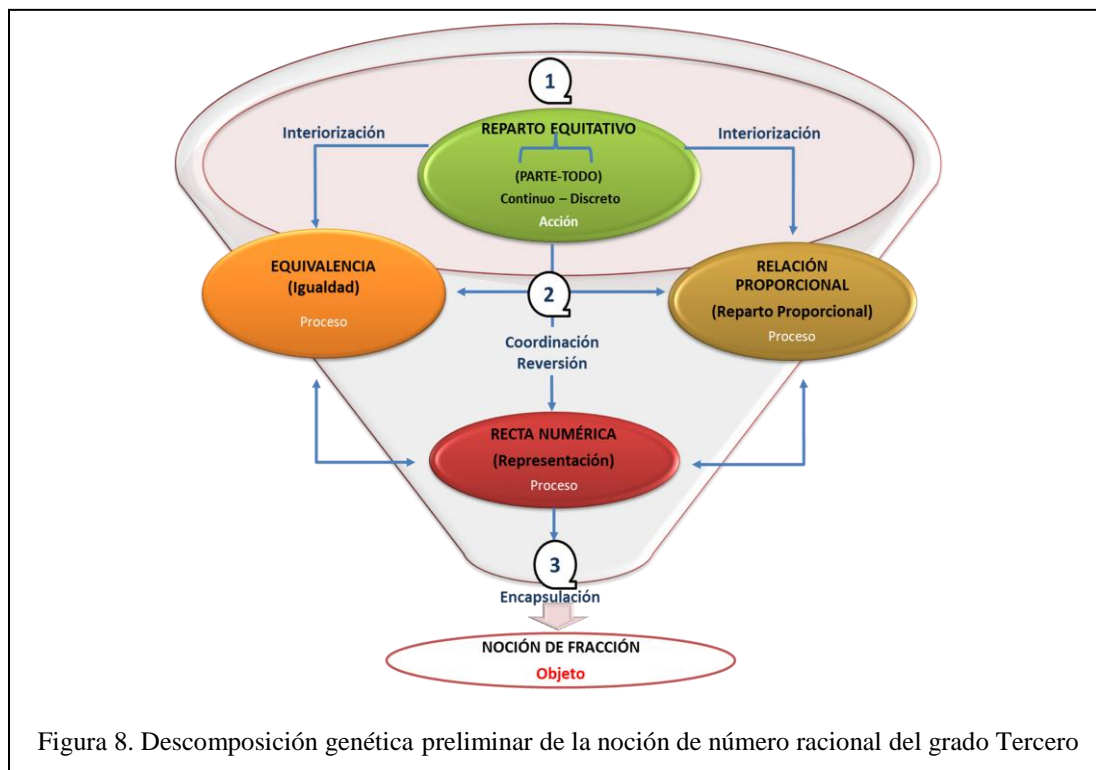 1
REPARTO EQUITATIVO
Interiorización
Interiorización
(PARTE-TODO)
Continuo – Discreto
Acción
EQUIVALENCIA
(Igualdad)
Proceso
2
RELACIÓN
PROPORCIONAL
(Reparto Proporcional)
Proceso
Coordinación
Reversión
RECTA NUMÉRICA
(Representación)
Proceso
3
Encapsulación
NOCIÓN DE FRACCIÓN
Objeto
Figura 8. Descomposición genética preliminar de la noción de número racional del grado Tercero